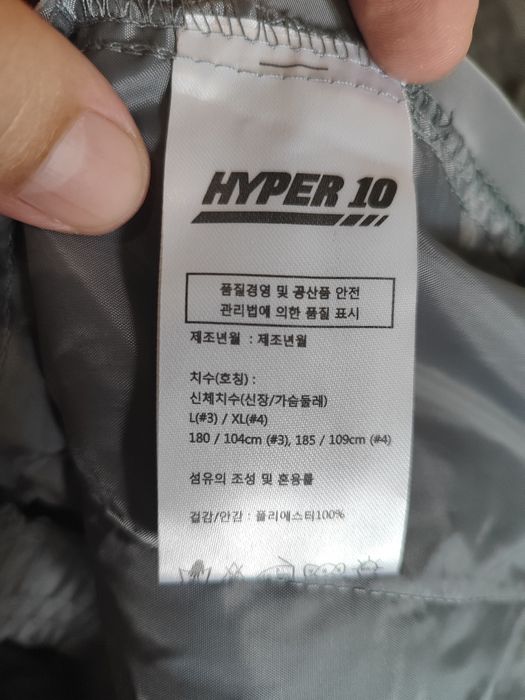 HYPER 10
품질경영 및 공산품 안전
관리법에 의한 품질 표시
제조년월 : 제조년월
치수(호칭) :
신체치수(신장/가슴둘레)
L(#3) / XL(#4)
180 / 104cm (#3), 185 / 109cm (#4)
섬유의 조성 및 혼용률
겉감/안감 : 폴리에스터100%